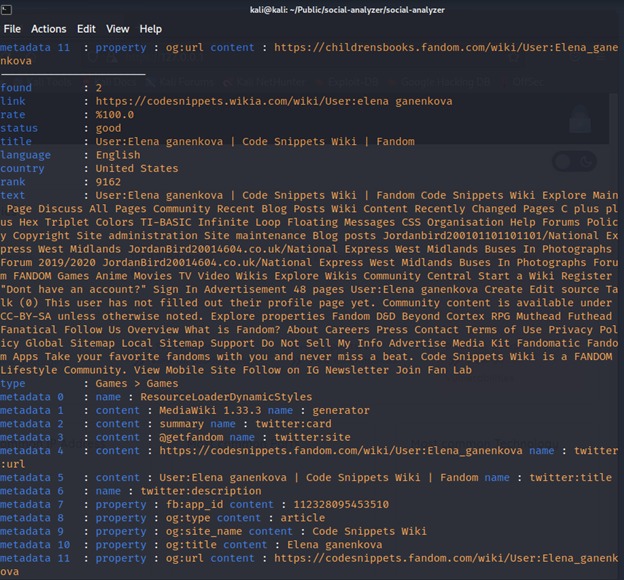 kali@kali: ~/Public/social-analyzer/social-analyzer
File Actions Edit View Help
metadata 11 : property : og:url content : https://childrensbooks.fandom.com/wiki/User:Elena_gane
nkova
found : 2
link : https://codesnippets.wikia.com/wiki/User:elena ganenkova
rate : %100.0
status : good
title : User:Elena ganenkova | Code Snippets Wiki | Fandom
language : English
country : United States
rank : 9162
text : User:Elena ganenkova | Code Snippets Wiki | Fandom Code Snippets Wiki Explore Main
Page Discuss All Pages Community Recent Blog Posts Wiki Content Recently Changed Pages C plus pl
us Hex Triplet Colors TI-BASIC Infinite Loop Floating Messages CSS Organisation Help Forums Polic
y Copyright Site administration Site maintenance Blog posts Jordanbird200101101101101/National Ex
press West Midlands JordanBird20014604.co.uk/National Express West Midlands Buses In Photographs
Forum 2019/2020 JordanBird20014604.co.uk/National Express West Midlands Buses In Photographs Foru
m FANDOM Games Anime Movies TV Video Wikis Explore Wikis Community Central Start a Wiki Register
"Dont have an account?" Sign In Advertisement 48 pages User:Elena ganenkova Create Edit source Ta
lk (0) This user has not filled out their profile page yet. Community content is available under
CC-BY-SA unless otherwise noted. Explore properties Fandom D&D Beyond Cortex RPG Muthead Futhead
Fanatical Follow Us Overview What is Fandom? About Careers Press Contact Terms of Use Privacy Pol
icy Global Sitemap Local Sitemap Support Do Not Sell My Info Advertise Media Kit Fandomatic Fando
m Apps Take your favorite fandoms with you and never miss a beat. Code Snippets Wiki is a FANDOM
Lifestyle Community. View Mobile Site Follow on IG Newsletter Join Fan Lab
type : Games > Games
metadata 0 : name : ResourceLoaderDynamicStyles
metadata 1 : content : MediaWiki 1.33.3 name : generator
metadata 2 : content : summary name : twitter:card
metadata 3 : content : @getfandom name : twitter:site
metadata 4 : content : https://codesnippets.fandom.com/wiki/User:Elena_ganenkova name : twitter
:url
metadata 5 : content : User:Elena ganenkova | Code Snippets Wiki | Fandom name : twitter:title
metadata 6 : name : twitter:description
metadata 7 : property : fb:app_id content : 112328095453510
metadata 8 : property : og:type content : article
metadata 9 : property : og:site_name content : Code Snippets Wiki
metadata 10 : property : og:title content : Elena ganenkova
metadata 11 : property : og:url content : https://codesnippets.fandom.com/wiki/User:Elena_ganenk
ova